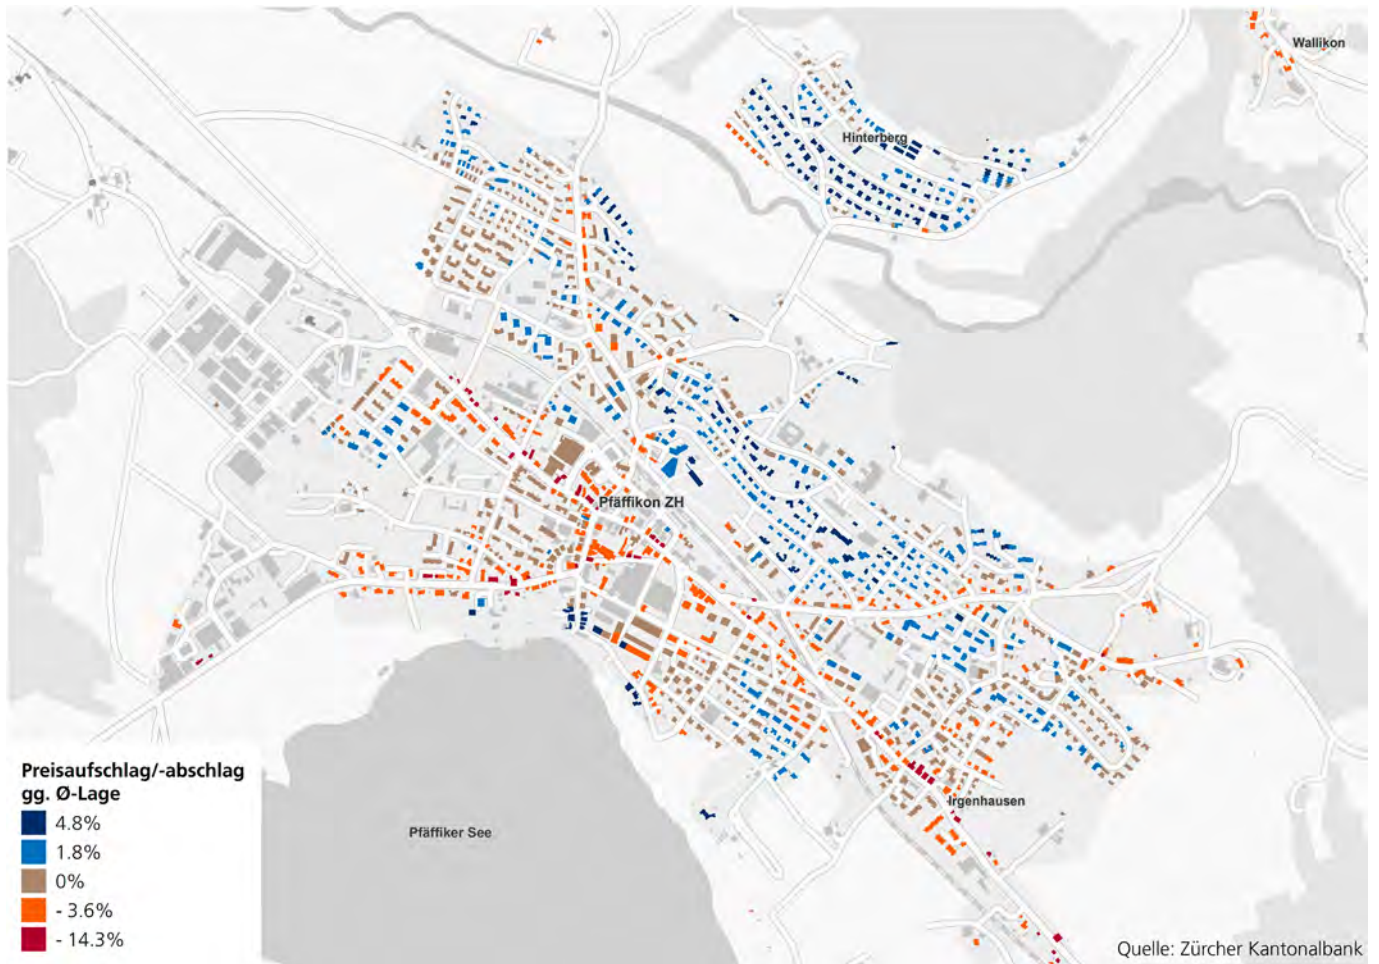 Wallikon
Hinterberg
Pfäffikon ZH
Irgenhausen
Pfäffiker See
Preisaufschlag/-abschlag
gg. Ø-Lage
4.8%
1.8%
0%
- 3.6%
- 14.3%
Quelle: Zürcher Kantonalbank